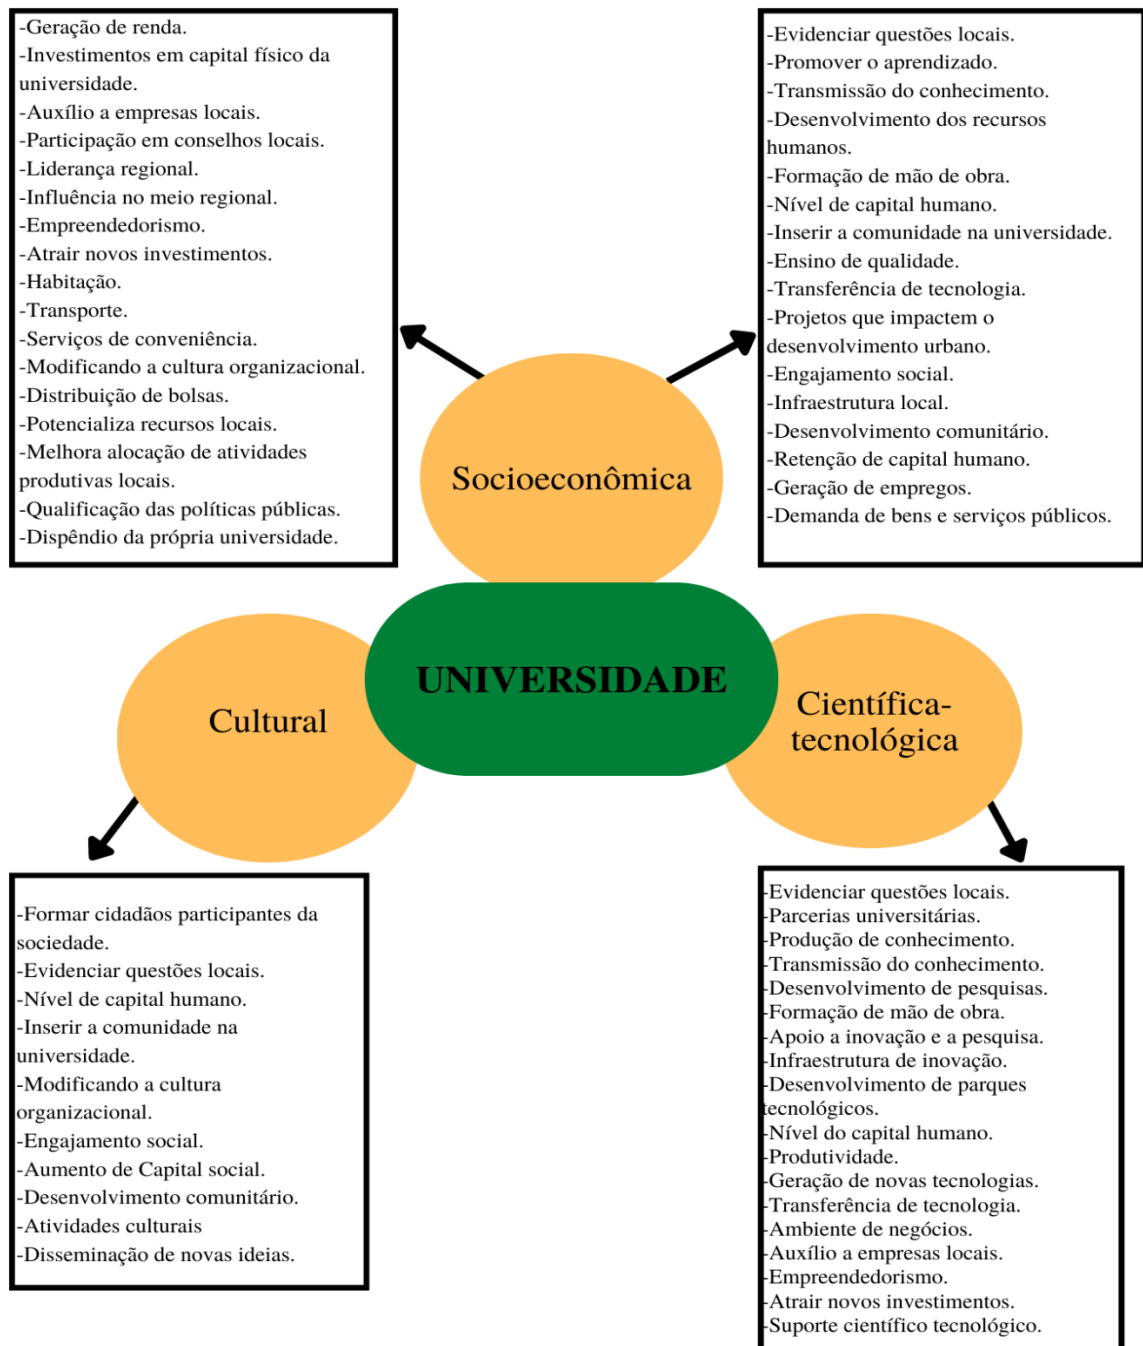 -Geração de renda.
-Investimentos em capital físico da
universidade.
-Auxílio a empresas locais.
-Participação em conselhos locais.
-Liderança regional.
-Influência no meio regional.
-Empreendedorismo.
-Atrair novos investimentos.
-Habitação.
-Transporte.
-Serviços de conveniência.
-Modificando a cultura organizacional.
-Distribuição de bolsas.
-Potencializa recursos locais.
-Melhora alocação de atividades
produtivas locais.
-Qualificação das políticas públicas.
-Dispêndio da própria universidade.
-Evidenciar questões locais.
-Promover o aprendizado.
-Transmissão do conhecimento.
-Desenvolvimento dos recursos
humanos.
-Formação de mão de obra.
-Nível de capital humano.
-Inserir a comunidade na universidade.
-Ensino de qualidade.
-Transferência de tecnologia.
-Projetos que impactem o
desenvolvimento urbano.
-Engajamento social.
-Infraestrutura local.
-Desenvolvimento comunitário.
-Retenção de capital humano.
-Geração de empregos.
-Demanda de bens e serviços públicos.
Socioeconômica
UNIVERSIDADE
Cultural
Científica-
tecnológica
-Formar cidadãos participantes da
sociedade.
-Evidenciar questões locais.
-Nível de capital humano.
-Inserir a comunidade na
universidade.
-Modificando a cultura
organizacional.
-Engajamento social.
-Aumento de Capital social.
-Desenvolvimento comunitário.
-Atividades culturais
-Disseminação de novas ideias.
-Evidenciar questões locais.
-Parcerias universitárias.
-Produção de conhecimento.
-Transmissão do conhecimento.
-Desenvolvimento de pesquisas.
-Formação de mão de obra.
-Apoio a inovação e a pesquisa.
-Infraestrutura de inovação.
-Desenvolvimento de parques
tecnológicos.
-Nível do capital humano.
-Produtividade.
-Geração de novas tecnologias.
-Transferência de tecnologia.
-Ambiente de negócios.
-Auxílio a empresas locais.
-Empreendedorismo.
-Atrair novos investimentos.
-Suporte científico tecnológico.